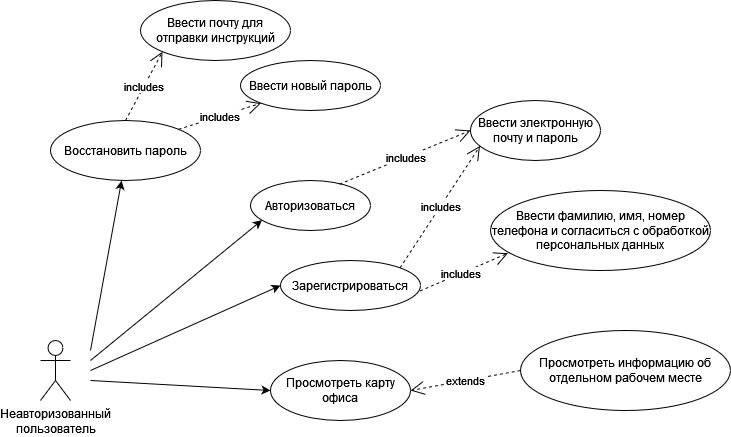 Ввести почту для
отправки инструкций
includes
Ввести новый пароль
includes
Восстановить пароль
Ввести электронную
почту и пароль
includes
Авторизоваться
includes
Ввести фамилию, имя, номер
телефона и согласиться с обработкой
персональных данных
includes
Зарегистрироваться
Просмотреть информацию об
отдельном рабочем месте
extends
Просмотреть карту
офиса
Неавторизованный
пользователь